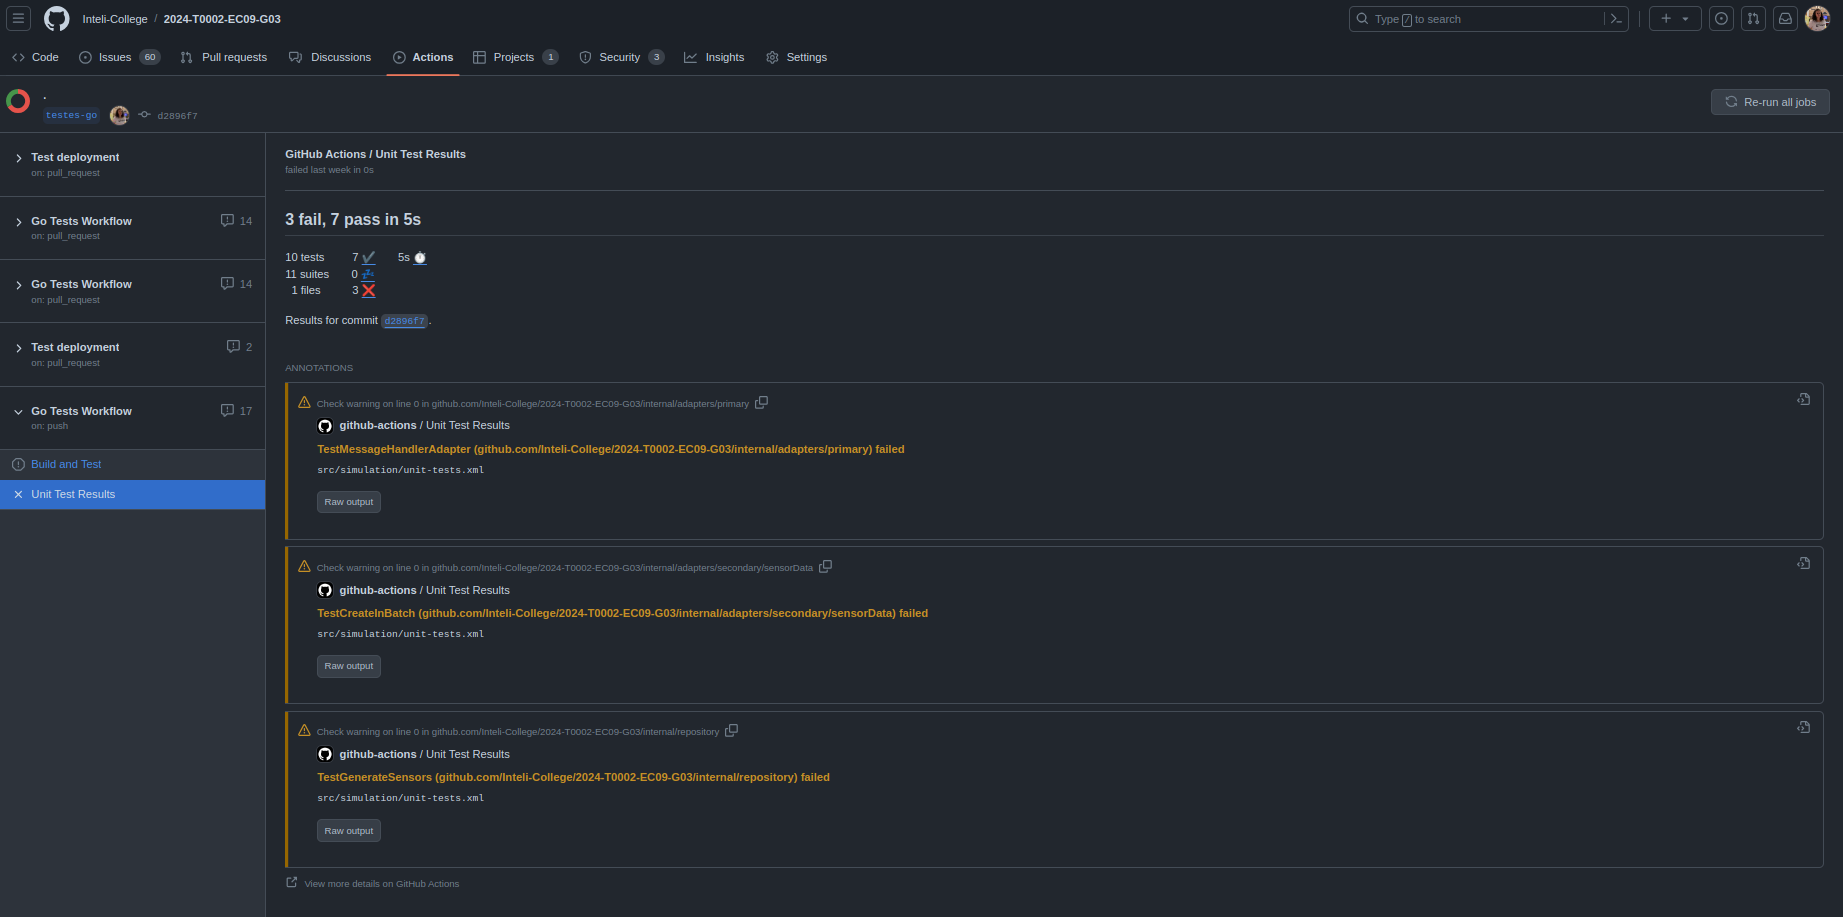 Inteli-College / 2024-T0002-EC09-G03
Type / to search
Code
Issues 60
Pull requests
Discussions
Actions
Projects 1
Security 3
Insights
Settings
.
testes-go d2896f7
Re-run all jobs
Test deployment
on: pull_request
Go Tests Workflow 14
on: pull_request
Go Tests Workflow 14
on: pull_request
Test deployment 2
on: pull_request
Go Tests Workflow 17
on: push
Build and Test
Unit Test Results
GitHub Actions / Unit Test Results
failed last week in 0s
3 fail, 7 pass in 5s
10 tests 7 ✔️ 5s ⏱️
11 suites 0 💤
1 files 3 ❌
Results for commit d2896f7.
ANNOTATIONS
Check warning on line 0 in github.com/Inteli-College/2024-T0002-EC09-G03/internal/adapters/primary
github-actions / Unit Test Results
TestMessageHandlerAdapter (github.com/Inteli-College/2024-T0002-EC09-G03/internal/adapters/primary) failed
src/simulation/unit-tests.xml
Raw output
Check warning on line 0 in github.com/Inteli-College/2024-T0002-EC09-G03/internal/adapters/secondary/sensorData
github-actions / Unit Test Results
TestCreateInBatch (github.com/Inteli-College/2024-T0002-EC09-G03/internal/adapters/secondary/sensorData) failed
src/simulation/unit-tests.xml
Raw output
Check warning on line 0 in github.com/Inteli-College/2024-T0002-EC09-G03/internal/repository
github-actions / Unit Test Results
TestGenerateSensors (github.com/Inteli-College/2024-T0002-EC09-G03/internal/repository) failed
src/simulation/unit-tests.xml
Raw output
View more details on GitHub Actions